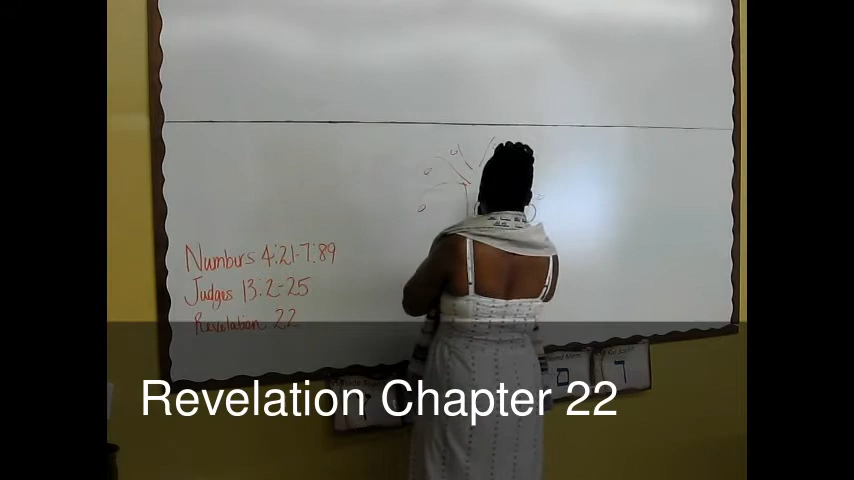 Numbers 4:21-7:89
Judges 13:2-25
Revelation 22
Revelation Chapter 22